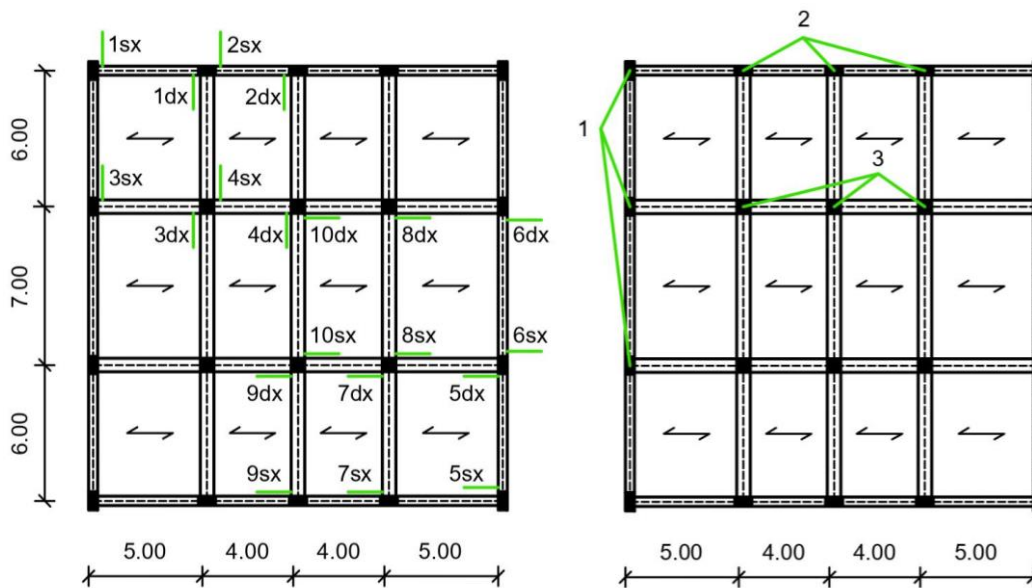 1sx 2sx
1dx 2dx
3sx 4sx
3dx 4dx 10dx 8dx 6dx
10sx 8sx 6sx
9dx 7dx 5dx
9sx 7sx 5sx
6.00
7.00
6.00
5.00 4.00 4.00 5.00
2
1
3
5.00 4.00 4.00 5.00